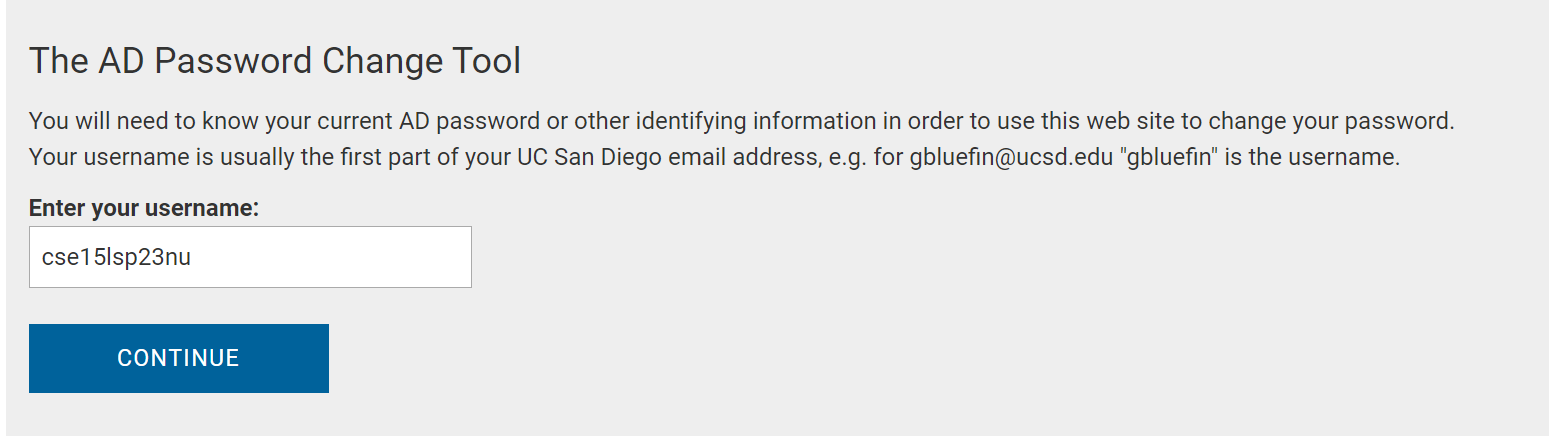 The AD Password Change Tool
You will need to know your current AD password or other identifying information in order to use this web site to change your password.
Your username is usually the first part of your UC San Diego email address, e.g. for gbluefin@ucsd.edu "gbluefin" is the username.
Enter your username:
cse15lsp23nu
CONTINUE